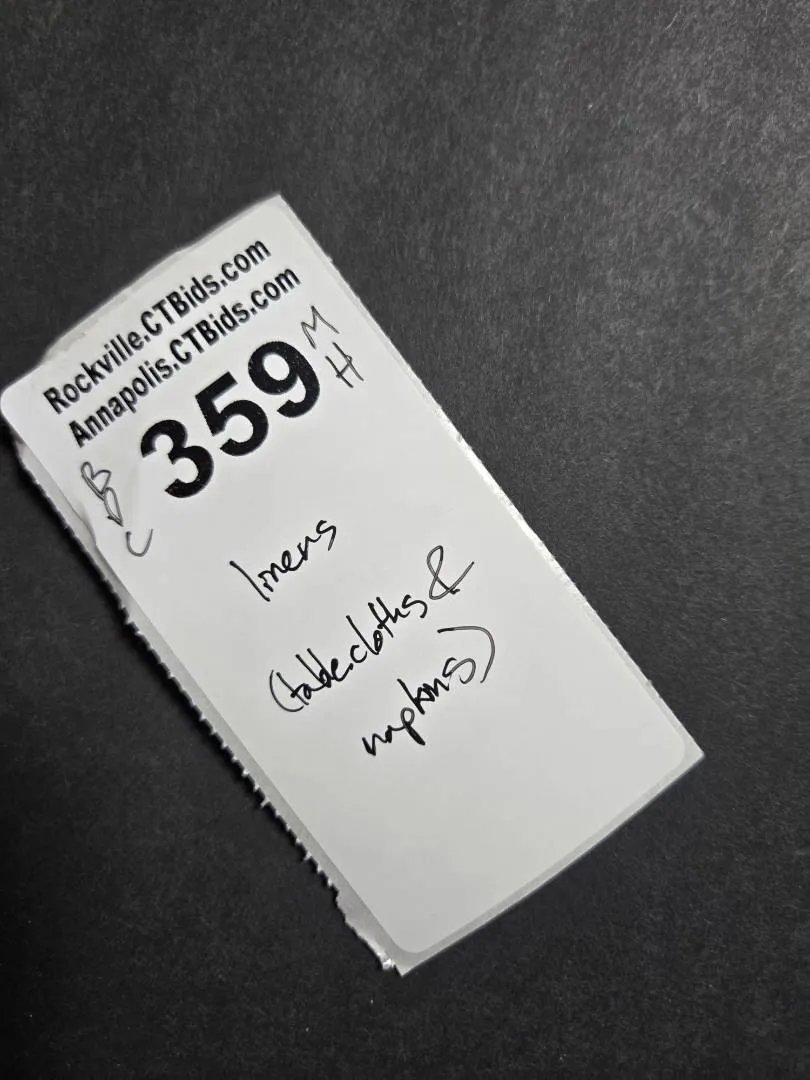 Rockville.CTBids.com
Annapolis.CTBids.com
359
M
H
B
C
linens
(tablecloths &
napkins)